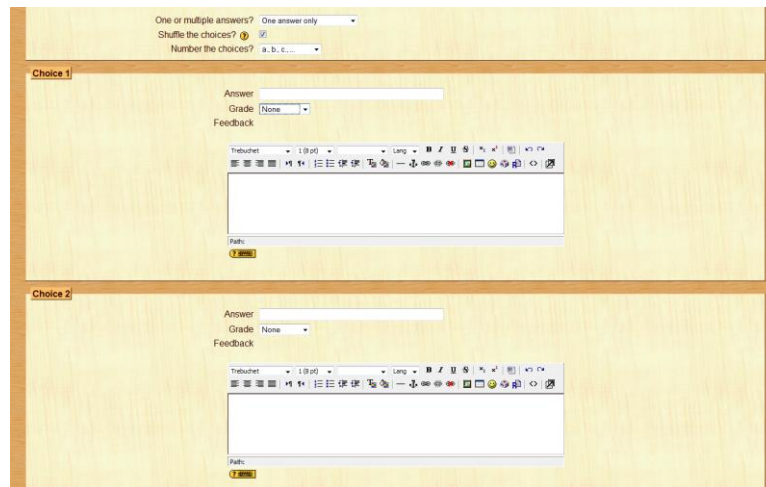 One or multiple answers? One answer only
Shuffle the choices?
Number the choices? a., b., c., ...
Choice 1
Answer
Grade None
Feedback
Trebuchet 1 (8 pt) Lang B I U S
Path:
Choice 2
Answer
Grade None
Feedback
Trebuchet 1 (8 pt) Lang B I U S
Path: